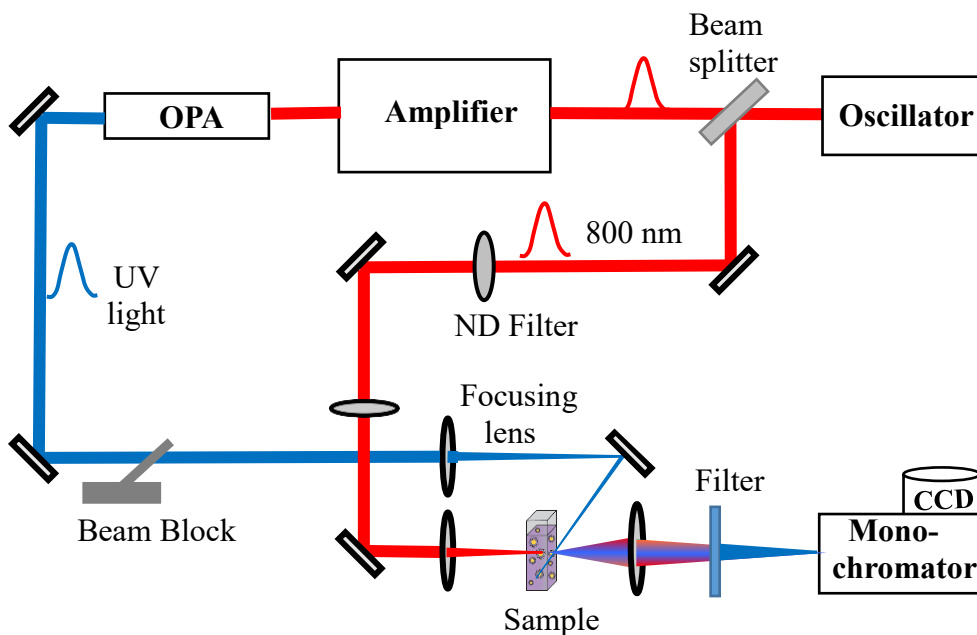 Beam
splitter
OPA
Amplifier
Oscillator
800 nm
UV
light
ND Filter
Focusing
lens
Filter
CCD
Beam Block
Mono-
chromator
Sample